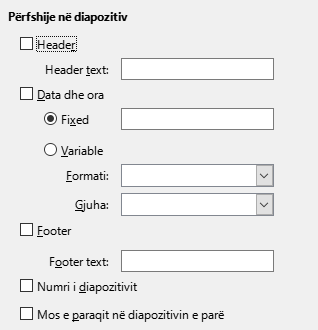 Përfshije në diapozitiv
Header
Header text:
Data dhe ora
Fixed
Variable
Formati:
Gjuha:
Footer
Footer text:
Numri i diapozitivit
Mos e paraqit në diapozitivin e parë